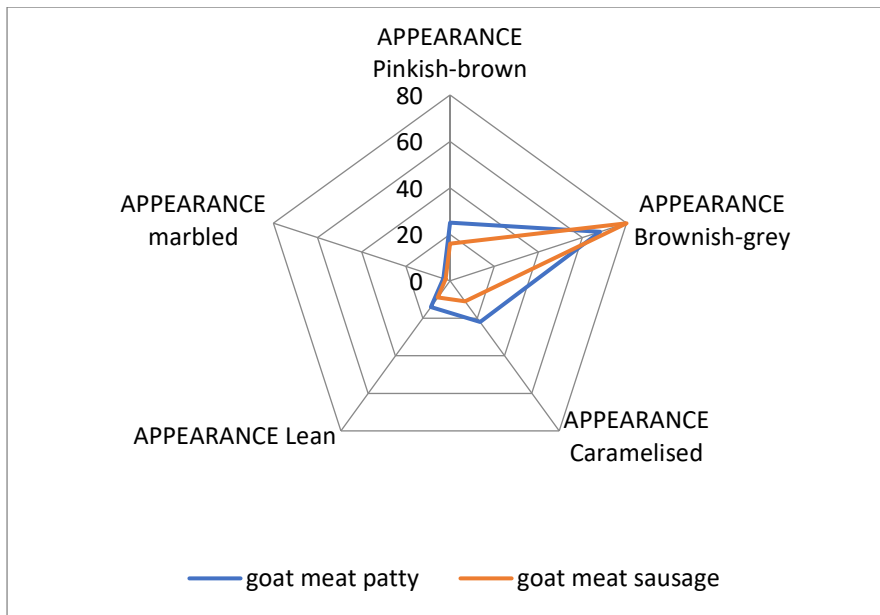 APPEARANCE
Pinkish-brown
80
60
40
20
0
APPEARANCE
marbled
APPEARANCE
Brownish-grey
APPEARANCE Lean
APPEARANCE
Caramelised
goat meat patty
goat meat sausage